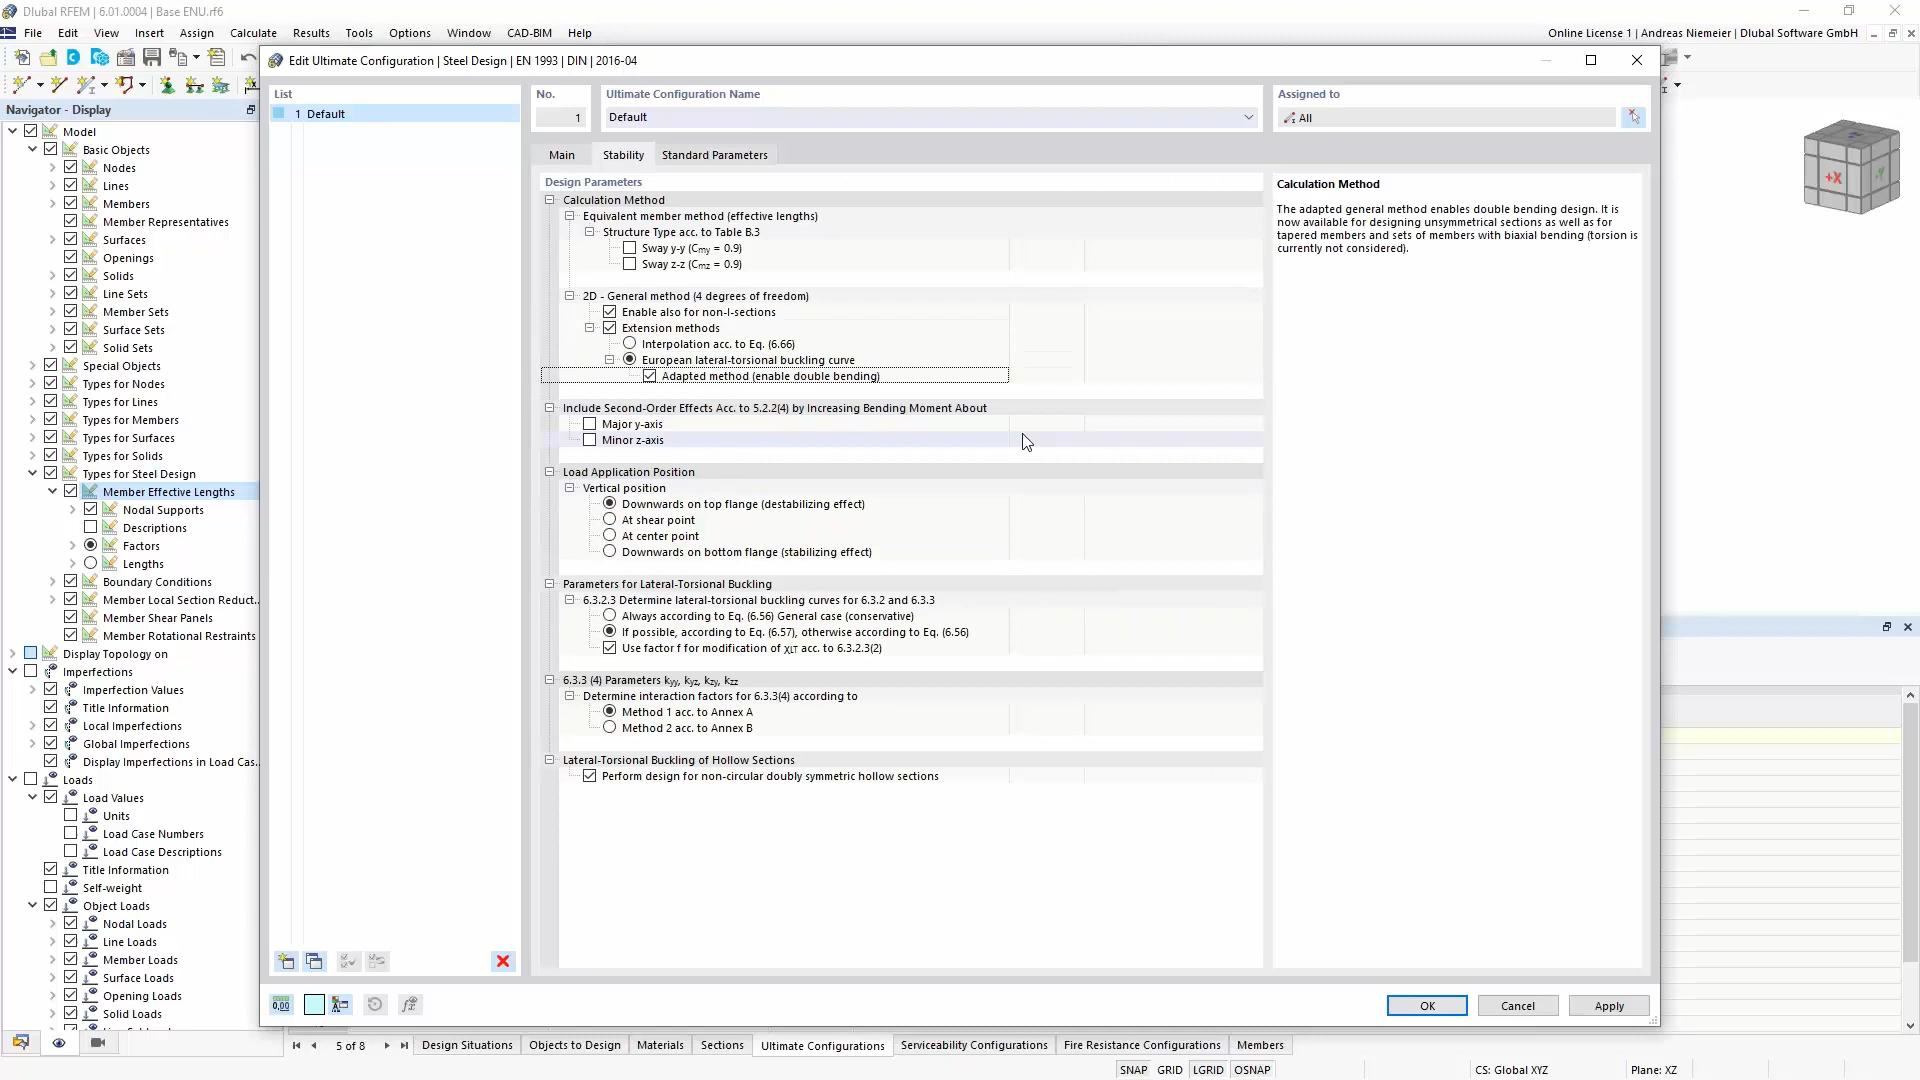 Dlubal RFEM | 6.01.0004 | Base ENU.rf6
File Edit View Insert Assign Calculate Results Tools Options Window CAD-BIM Help
Online License 1 | Andreas Niemeier | Dlubal Software GmbH
Edit Ultimate Configuration | Steel Design | EN 1993 | DIN | 2016-04
Navigator - Display
Model
Basic Objects
Nodes
Lines
Members
Member Representatives
Surfaces
Openings
Solids
Line Sets
Member Sets
Surface Sets
Solid Sets
Special Objects
Types for Nodes
Types for Lines
Types for Members
Types for Surfaces
Types for Solids
Types for Steel Design
Member Effective Lengths
Nodal Supports
Descriptions
Factors
Lengths
Boundary Conditions
Member Local Section Reduct..
Member Shear Panels
Member Rotational Restraints
Display Topology on
Imperfections
Imperfection Values
Title Information
Local Imperfections
Global Imperfections
Display Imperfections in Load Cas..
Loads
Load Values
Units
Load Case Numbers
Load Case Descriptions
Title Information
Self-weight
Object Loads
Nodal Loads
Line Loads
Member Loads
Surface Loads
Opening Loads
Solid Loads
List
1 Default
No.
1
Ultimate Configuration Name
Default
Assigned to
All
Main Stability Standard Parameters
Design Parameters
Calculation Method
Equivalent member method (effective lengths)
Structure Type acc. to Table B.3
Sway y-y (Cmy = 0.9)
Sway z-z (Cmz = 0.9)
2D - General method (4 degrees of freedom)
Enable also for non-I-sections
Extension methods
Interpolation acc. to Eq. (6.66)
European lateral-torsional buckling curve
Adapted method (enable double bending)
Include Second-Order Effects Acc. to 5.2.2(4) by Increasing Bending Moment About
Major y-axis
Minor z-axis
Load Application Position
Vertical position
Downwards on top flange (destabilizing effect)
At shear point
At center point
Downwards on bottom flange (stabilizing effect)
Parameters for Lateral-Torsional Buckling
6.3.2.3 Determine lateral-torsional buckling curves for 6.3.2 and 6.3.3
Always according to Eq. (6.56) General case (conservative)
If possible, according to Eq. (6.57), otherwise according to Eq. (6.56)
Use factor f for modification of χLT acc. to 6.3.2.3(2)
6.3.3 (4) Parameters kyy, kyz, kzy, kzz
Determine interaction factors for 6.3.3(4) according to
Method 1 acc. to Annex A
Method 2 acc. to Annex B
Lateral-Torsional Buckling of Hollow Sections
Perform design for non-circular doubly symmetric hollow sections
Calculation Method
The adapted general method enables double bending design. It is
now available for designing unsymmetrical sections as well as for
tapered members and sets of members with biaxial bending (torsion is
currently not considered).
+X
OK Cancel Apply
5 of 8 Design Situations Objects to Design Materials Sections Ultimate Configurations Serviceability Configurations Fire Resistance Configurations Members
SNAP GRID LGRID OSNAP CS: Global XYZ Plane: XZ